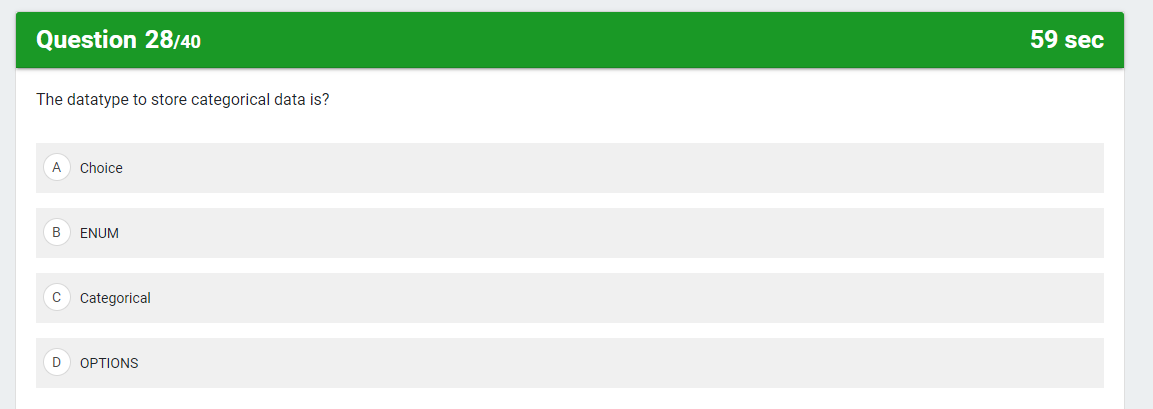 Question 28/40 59 sec
The datatype to store categorical data is?
A Choice
B ENUM
C Categorical
D OPTIONS